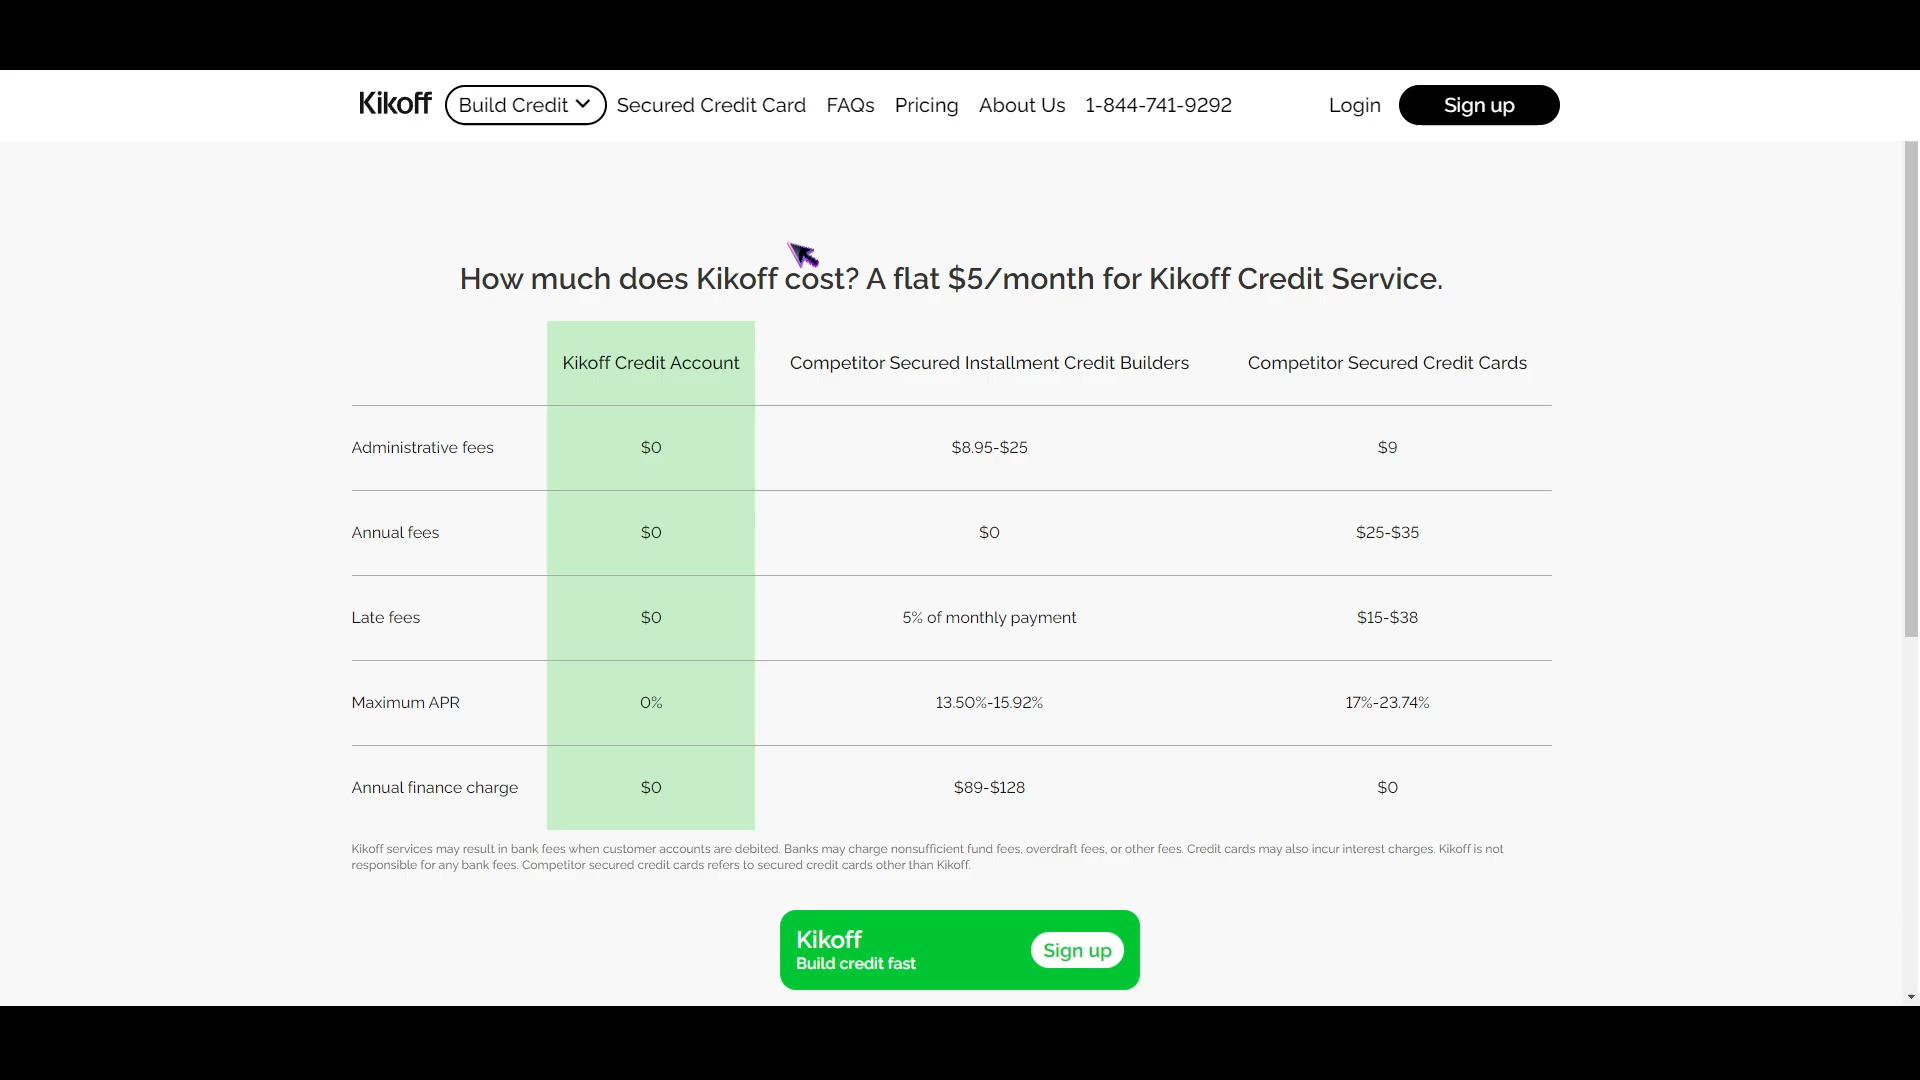 Kikoff Build Credit Secured Credit Card FAQs Pricing About Us 1-844-741-9292 Login Sign up
How much does Kikoff cost? A flat $5/month for Kikoff Credit Service.
Kikoff Credit Account Competitor Secured Installment Credit Builders Competitor Secured Credit Cards
Administrative fees $0 $8.95-$25 $9
Annual fees $0 $0 $25-$35
Late fees $0 5% of monthly payment $15-$38
Maximum APR 0% 13.50%-15.92% 17%-23.74%
Annual finance charge $0 $89-$128 $0
Kikoff services may result in bank fees when customer accounts are debited. Banks may charge nonsufficient fund fees, overdraft fees, or other fees. Credit cards may also incur interest charges. Kikoff is not
responsible for any bank fees. Competitor secured credit cards refers to secured credit cards other than Kikoff.
Kikoff
Build credit fast
Sign up